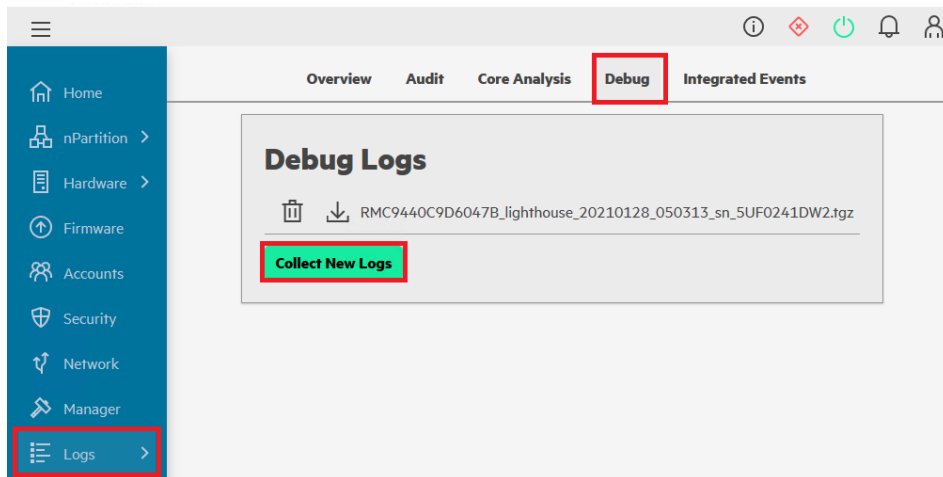 Home
nPartition
Hardware
Firmware
Accounts
Security
Network
Manager
Logs
Overview Audit Core Analysis Debug Integrated Events
Debug Logs
RMC9440C9D6047B_lighthouse_20210128_050313_sn_5UF0241DW2.tgz
Collect New Logs